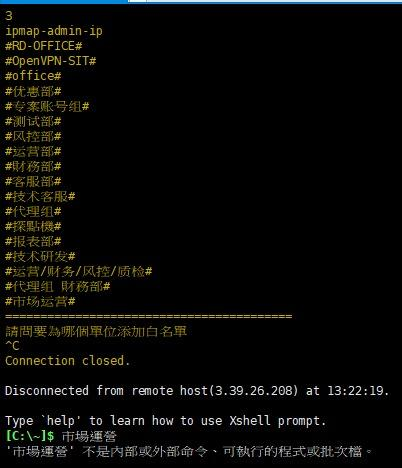 3
ipmap-admin-ip
#RD-OFFICE#
#OpenVPN-SIT#
#office#
#优惠部#
#专案账号组#
#测试部#
#风控部#
#运营部#
#財務部#
#客服部#
#技术客服#
#代理组#
#探點機#
#报表部#
#技术研发#
#运营/财务/风控/质检#
#代理组 財務部#
#市场运营#
=========================================
請問要為哪個單位添加白名單
^C
Connection closed.
Disconnected from remote host(3.39.26.208) at 13:22:19.
Type `help' to learn how to use Xshell prompt.
[C:\~]$ 市場運營
'市場運營' 不是內部或外部命令、可執行的程式或批次檔。